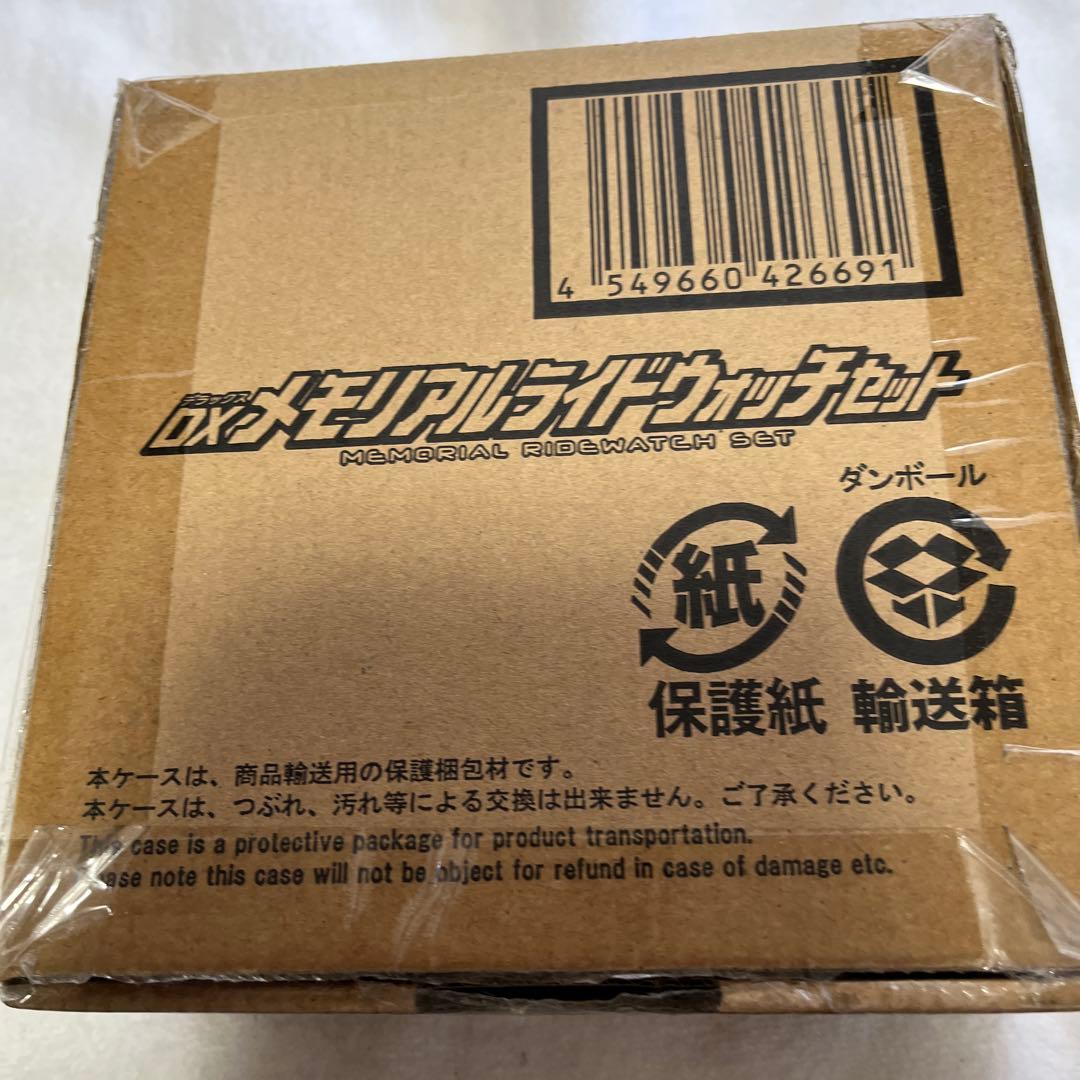 4 549660 426691
デラックス
DXメモリアルライドウォッチセット
MEMORIAL RIDEWATCH SET
ダンボール
紙
保護紙 輸送箱
本ケースは、商品輸送用の保護梱包材です。
本ケースは、つぶれ、汚れ等による交換は出来ません。ご了承ください。
This case is a protective package for product transportation.
Please note this case will not be object for refund in case of damage etc.